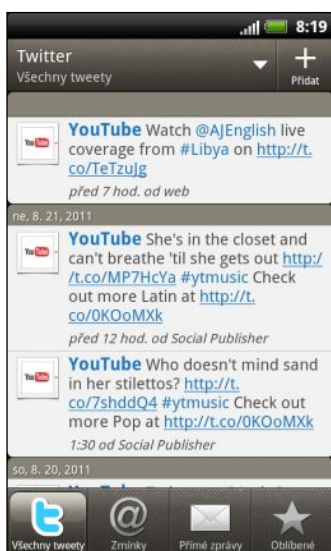 8:19
Twitter
Všechny tweety
Přidat
YouTube Watch @AJEnglish live
coverage from #Libya on http://t.
co/TeTzuJg
před 7 hod. od web
ne, 8. 21, 2011
YouTube She's in the closet and
can't breathe 'til she gets out http:/
/t.co/MP7HcYa #ytmusic Check
out more Latin at http://t.
co/0KOoMXk
před 12 hod. od Social Publisher
YouTube Who doesn't mind sand
in her stilettos? http://t.
co/7shddQ4 #ytmusic Check out
more Pop at http://t.co/0KOoMXk
1:30 od Social Publisher
so, 8. 20, 2011
Všechny tweety
Zmínky
Přímé zprávy
Oblíbené